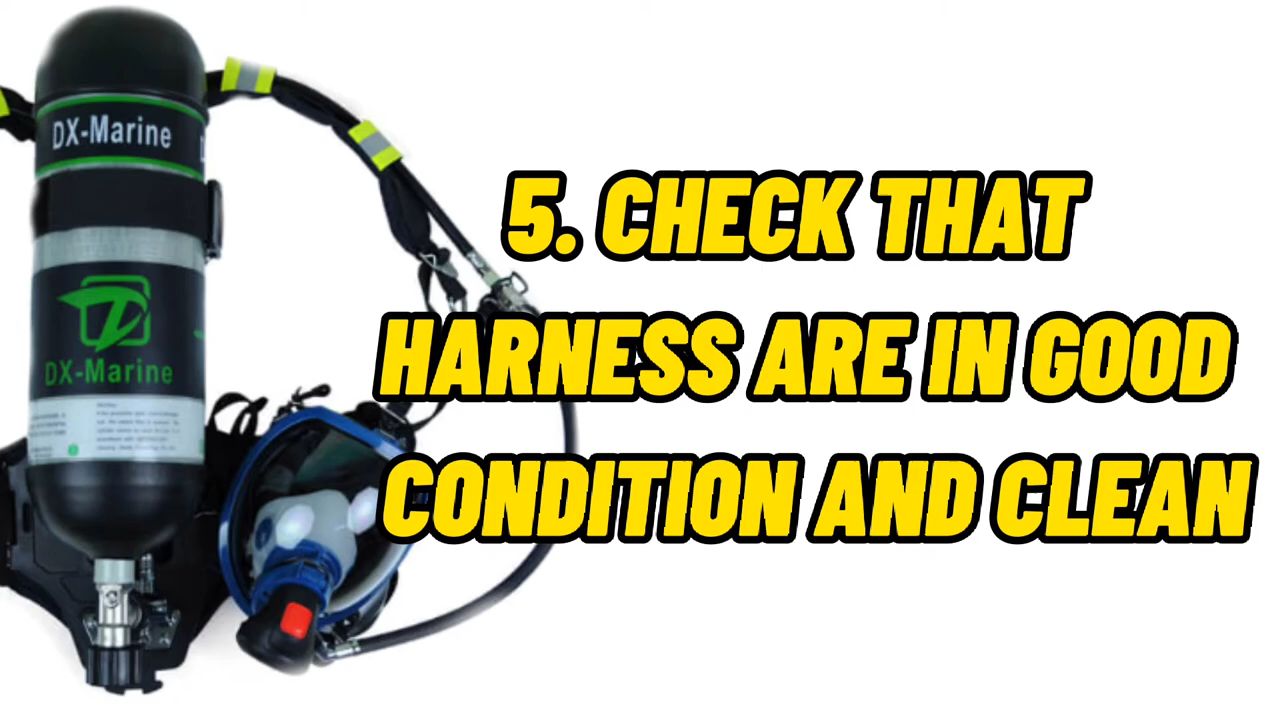 DX-Marine
DX-Marine
5. CHECK THAT
HARNESS ARE IN GOOD
CONDITION AND CLEAN